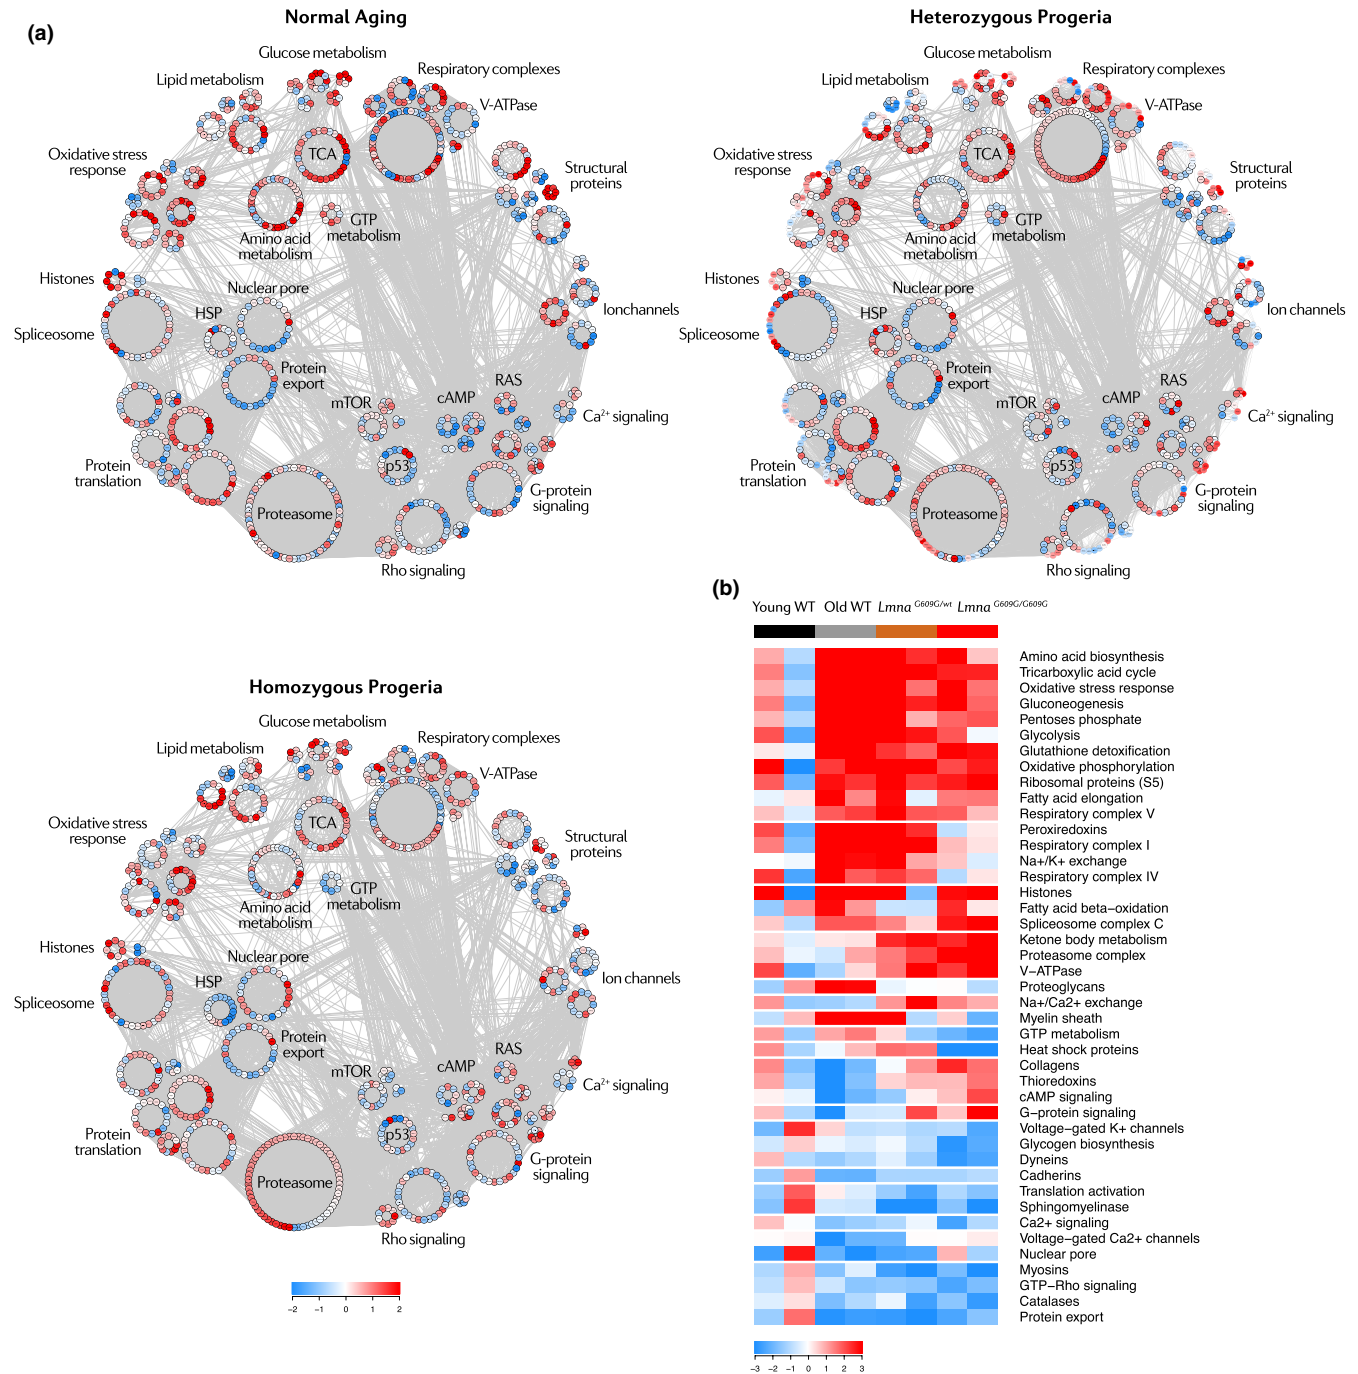 (a)
Normal Aging
Glucose metabolism
Lipid metabolism
Respiratory complexes
V-ATPase
Oxidative stress
response
TCA
Structural
proteins
GTP
metabolism
Amino acid
metabolism
Histones
Nuclear pore
HSP
Ion channels
Spliceosome
Protein
export
mTOR
cAMP
RAS
Ca2+ signaling
p53
Protein
translation
Proteasome
G-protein
signaling
Rho signaling
Heterozygous Progeria
Glucose metabolism
Lipid metabolism
Respiratory complexes
V-ATPase
Oxidative stress
response
TCA
Structural
proteins
GTP
metabolism
Amino acid
metabolism
Histones
Nuclear pore
HSP
Ion channels
Spliceosome
Protein
export
mTOR
cAMP
RAS
Ca2+ signaling
p53
Protein
translation
Proteasome
G-protein
signaling
Rho signaling
Homozygous Progeria
Glucose metabolism
Lipid metabolism
Respiratory complexes
V-ATPase
Oxidative stress
response
TCA
Structural
proteins
GTP
metabolism
Amino acid
metabolism
Histones
Nuclear pore
HSP
Ion channels
Spliceosome
Protein
export
mTOR
cAMP
RAS
Ca2+ signaling
p53
Protein
translation
Proteasome
G-protein
signaling
Rho signaling
−2 −1 0 1 2
(b)
Young WT Old WT Lmna G609G/wt Lmna G609G/G609G
Amino acid biosynthesis
Tricarboxylic acid cycle
Oxidative stress response
Gluconeogenesis
Pentoses phosphate
Glycolysis
Glutathione detoxification
Oxidative phosphorylation
Ribosomal proteins (S5)
Fatty acid elongation
Respiratory complex V
Peroxiredoxins
Respiratory complex I
Na+/K+ exchange
Respiratory complex IV
Histones
Fatty acid beta−oxidation
Spliceosome complex C
Ketone body metabolism
Proteasome complex
V−ATPase
Proteoglycans
Na+/Ca2+ exchange
Myelin sheath
GTP metabolism
Heat shock proteins
Collagens
Thioredoxins
cAMP signaling
G−protein signaling
Voltage−gated K+ channels
Glycogen biosynthesis
Dyneins
Cadherins
Translation activation
Sphingomyelinase
Ca2+ signaling
Voltage−gated Ca2+ channels
Nuclear pore
Myosins
GTP−Rho signaling
Catalases
Protein export
−3 −2 −1 0 1 2 3